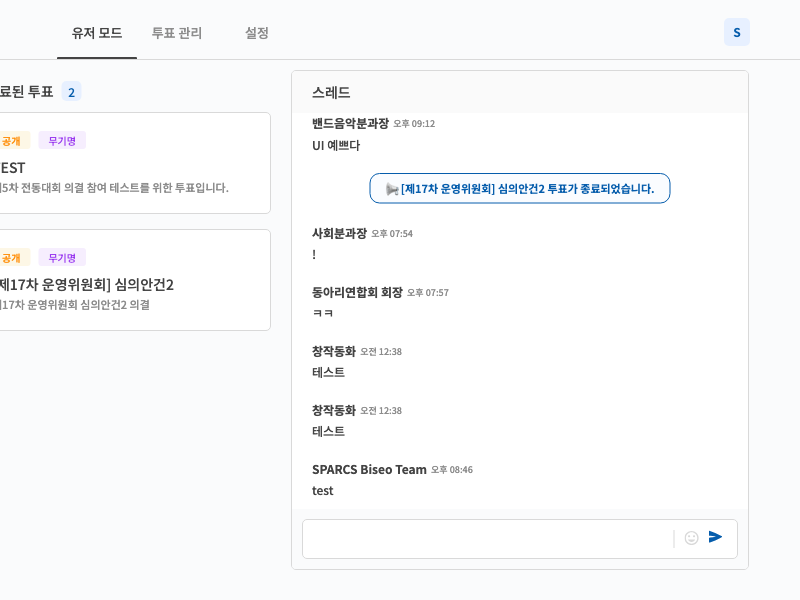 유저 모드
투표 관리
설정
S
료된 투표 2
공개
무기명
EST
5차 전동대회 의결 참여 테스트를 위한 투표입니다.
공개
무기명
제17차 운영위원회] 심의안건2
17차 운영위원회 심의안건2 의결
스레드
밴드음악분과장 오후 09:12
UI 예쁘다
[제17차 운영위원회] 심의안건2 투표가 종료되었습니다.
사회분과장 오후 07:54
!
동아리연합회 회장 오후 07:57
ㅋㅋ
창작동화 오전 12:38
테스트
창작동화 오전 12:38
테스트
SPARCS Biseo Team 오후 08:46
test